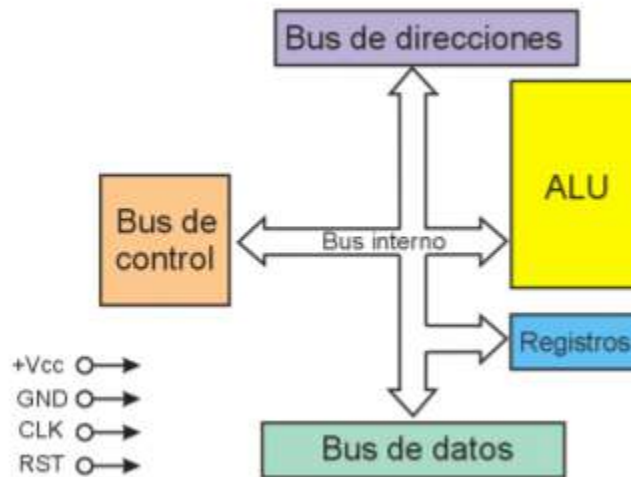 Bus de direcciones
ALU
Bus de
control
Bus interno
Registros
+Vcc
GND
CLK
RST
Bus de datos